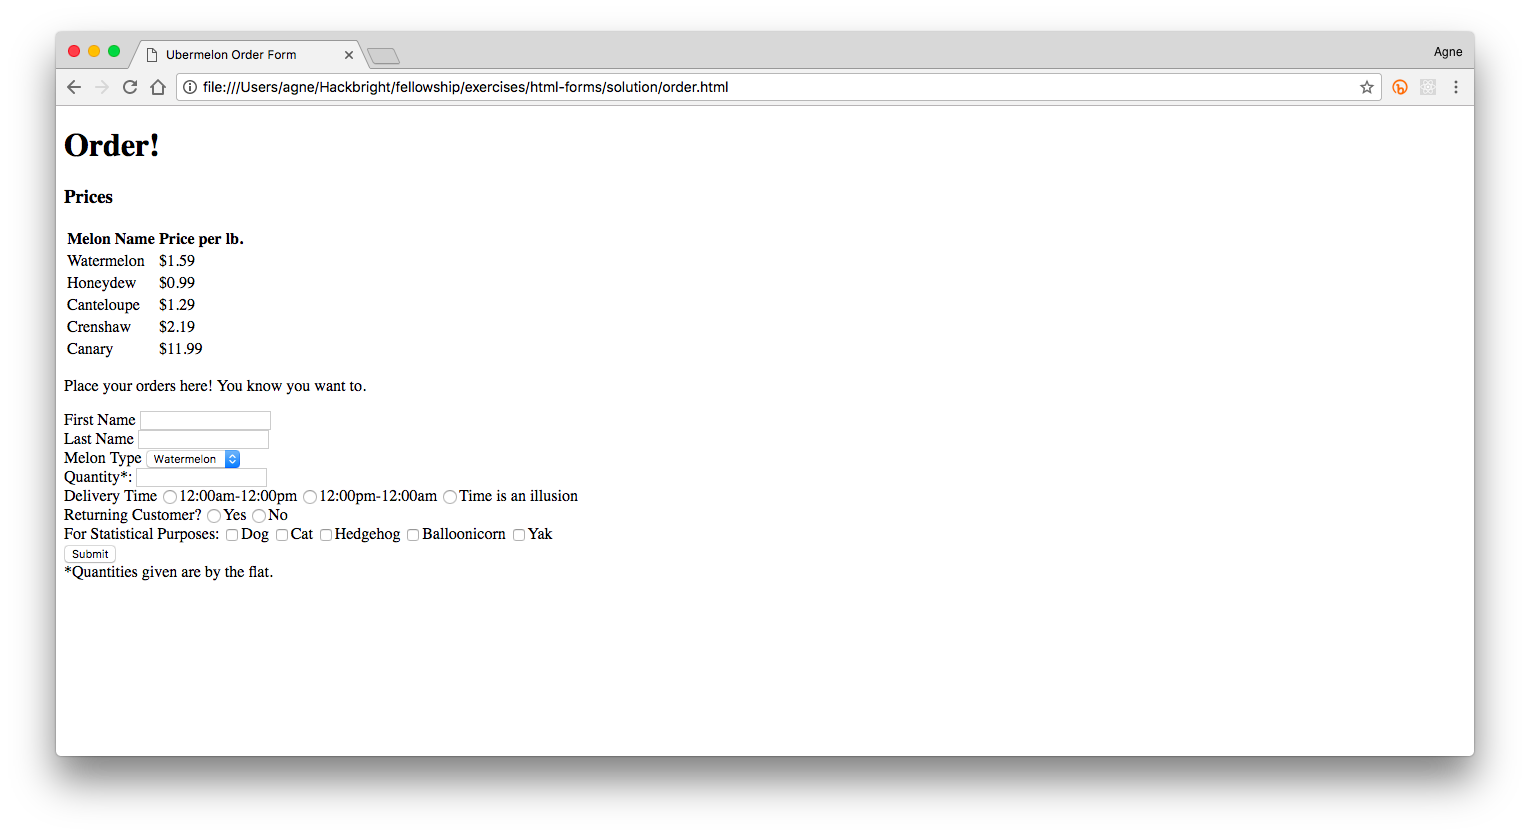 Ubermelon Order Form
Agne
file:///Users/agne/Hackbright/fellowship/exercises/html-forms/solution/order.html
Order!
Prices
Melon Name Price per lb.
Watermelon $1.59
Honeydew $0.99
Canteloupe $1.29
Crenshaw $2.19
Canary $11.99
Place your orders here! You know you want to.
First Name
Last Name
Melon Type Watermelon
Quantity*:
Delivery Time 12:00am-12:00pm 12:00pm-12:00am Time is an illusion
Returning Customer? Yes No
For Statistical Purposes: Dog Cat Hedgehog Balloonicorn Yak
Submit
*Quantities given are by the flat.